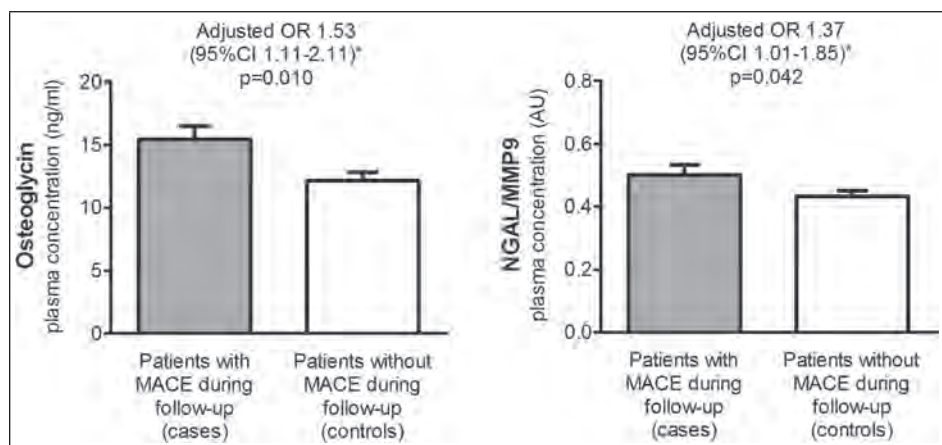 Adjusted OR 1.53
(95%CI 1.11-2.11)*
p=0.010
Osteoglycin
plasma concentration (ng/ml)
20
15
10
5
0
Patients with
MACE during
follow-up
(cases)
Patients without
MACE during
follow-up
(controls)
Adjusted OR 1.37
(95%CI 1.01-1.85)*
p=0.042
NGAL/MMP9
plasma concentration (AU)
0.8
0.6
0.4
0.2
0.0
Patients with
MACE during
follow-up
(cases)
Patients without
MACE during
follow-up
(controls)